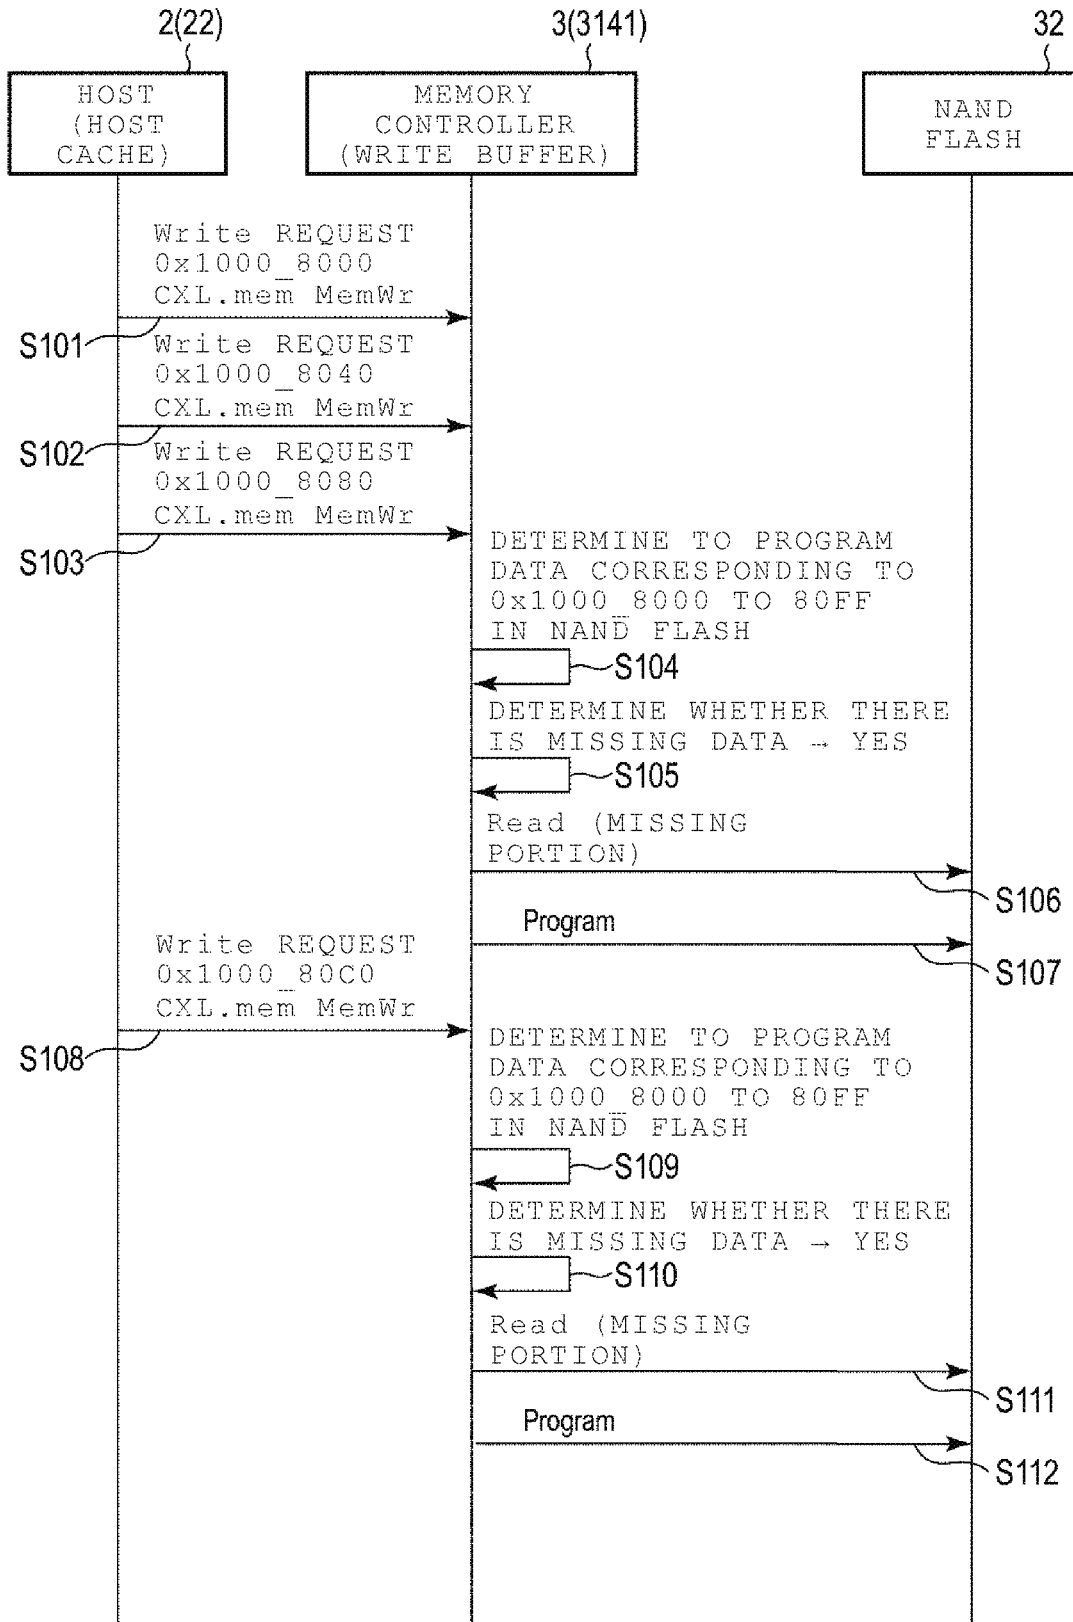 2(22)
3(3141)
32
HOST
(HOST
CACHE)
MEMORY
CONTROLLER
(WRITE BUFFER)
NAND
FLASH
Write REQUEST
0x1000_8000
CXL.mem MemWr
S101
Write REQUEST
0x1000_8040
CXL.mem MemWr
S102
Write REQUEST
0x1000_8080
CXL.mem MemWr
S103
DETERMINE TO PROGRAM
DATA CORRESPONDING TO
0x1000_8000 TO 80FF
IN NAND FLASH
S104
DETERMINE WHETHER THERE
IS MISSING DATA → YES
S105
Read (MISSING
PORTION)
S106
Program
S107
Write REQUEST
0x1000_80C0
CXL.mem MemWr
S108
DETERMINE TO PROGRAM
DATA CORRESPONDING TO
0x1000_8000 TO 80FF
IN NAND FLASH
S109
DETERMINE WHETHER THERE
IS MISSING DATA → YES
S110
Read (MISSING
PORTION)
S111
Program
S112